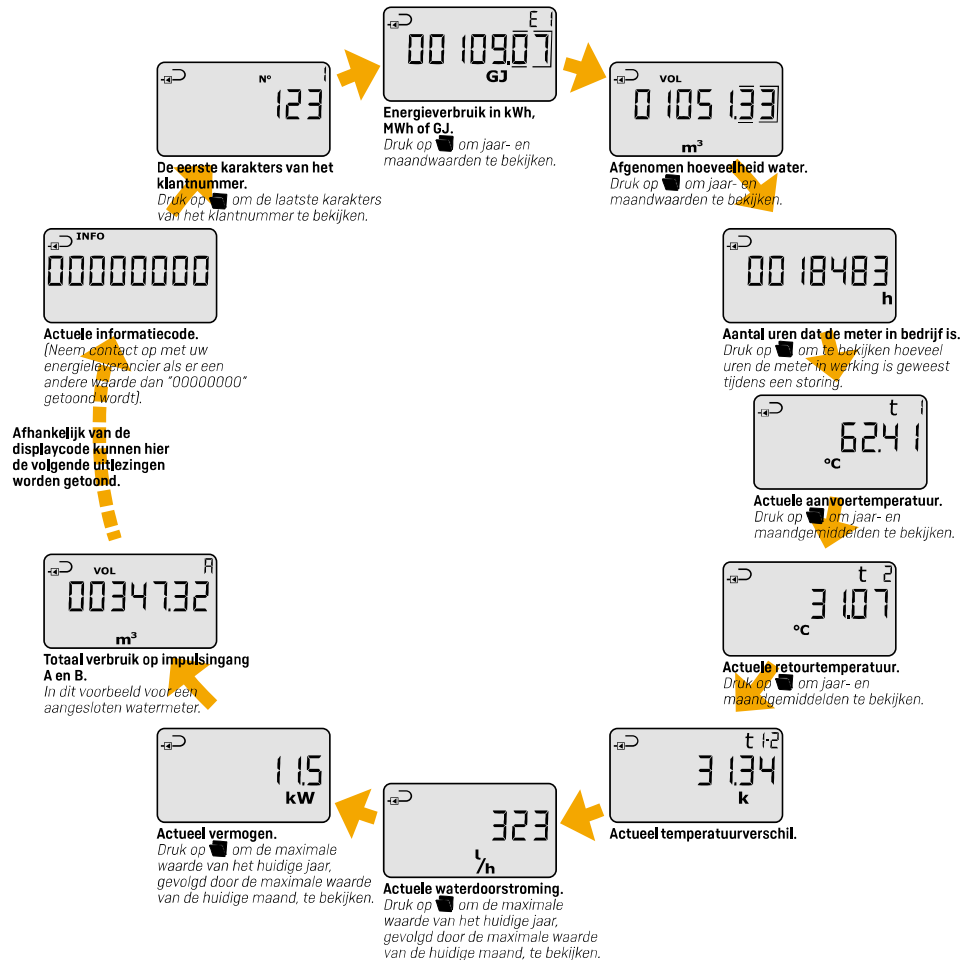 E 1
00109.07
GJ
Energieverbruik in kWh,
MWh of GJ.
Druk op om jaar- en
maandwaarden te bekijken.
VOL
01051.33
m³
Afgenomen hoeveelheid water.
Druk op om jaar- en
maandwaarden te bekijken.
0018483
h
Aantal uren dat de meter in bedrijf is.
Druk op om te bekijken hoeveel
uren de meter in werking is geweest
tijdens een storing.
t 1
62.41
°C
Actuele aanvoertemperatuur.
Druk op om jaar- en
maandgemiddelden te bekijken.
t 2
31.07
°C
Actuele retourtemperatuur.
Druk op om jaar- en
maandgemiddelden te bekijken.
t 1-2
31.34
k
Actueel temperatuurverschil.
323
l/h
Actuele waterdoorstroming.
Druk op om de maximale
waarde van het huidige jaar,
gevolgd door de maximale waarde
van de huidige maand, te bekijken.
11.5
kW
Actueel vermogen.
Druk op om de maximale
waarde van het huidige jaar,
gevolgd door de maximale waarde
van de huidige maand, te bekijken.
VOL A
00347.32
m³
Totaal verbruik op impulsingang
A en B.
In dit voorbeeld voor een
aangesloten watermeter.
Afhankelijk van de
displaycode kunnen hier
de volgende uitlezingen
worden getoond.
INFO
00000000
Actuele informatiecode.
(Neem contact op met uw
energieleverancier als er een
andere waarde dan "00000000"
getoond wordt).
N° 1
123
De eerste karakters van het
klantnummer.
Druk op om de laatste karakters
van het klantnummer te bekijken.